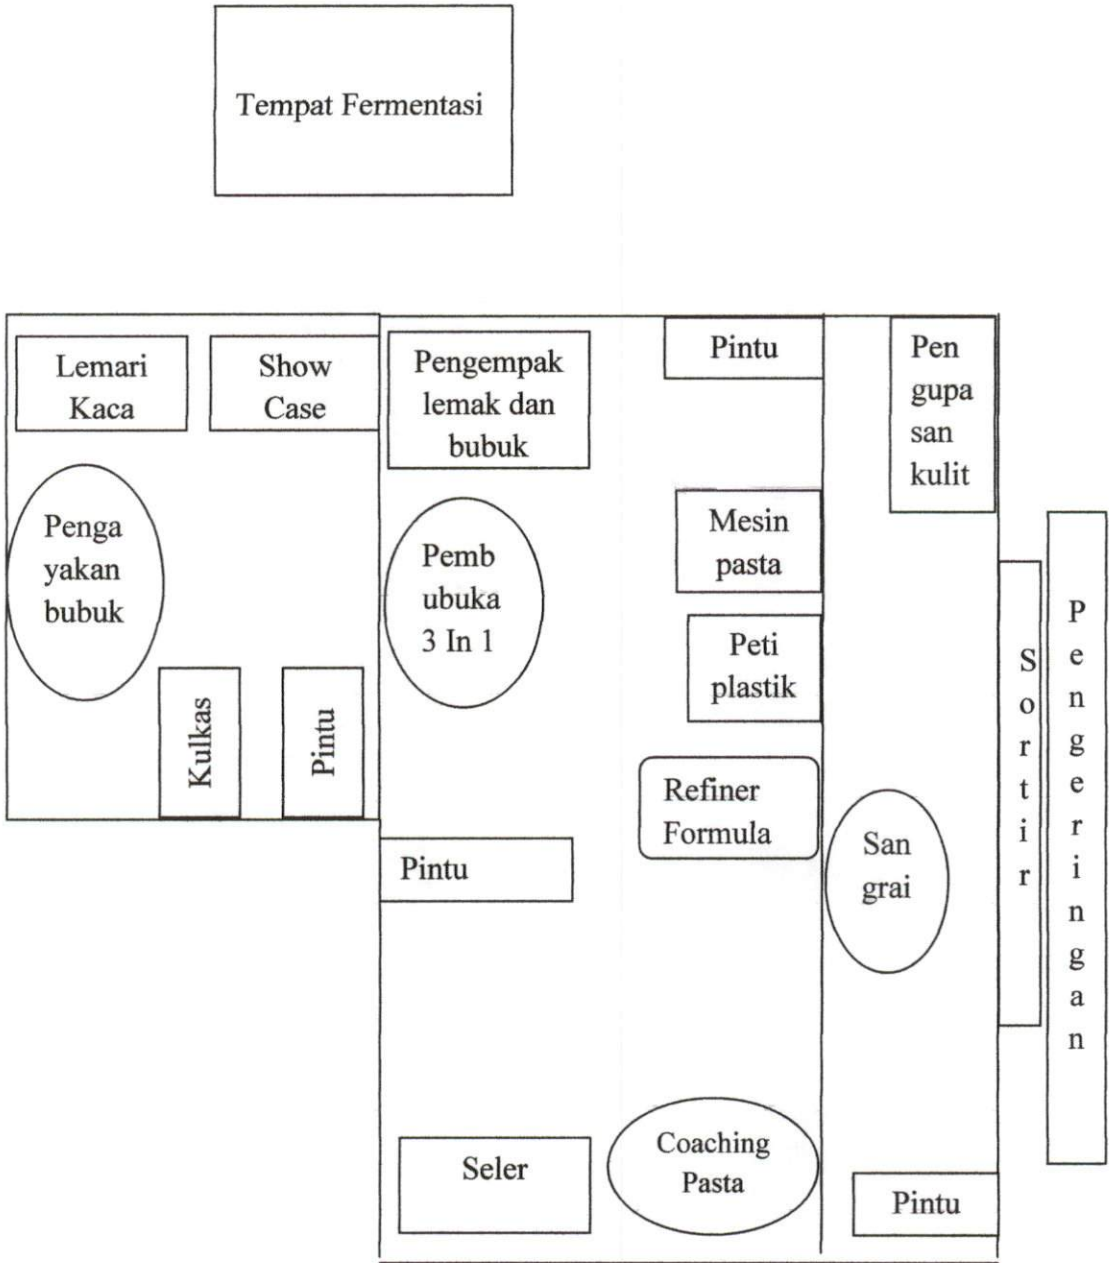 Tempat Fermentasi
Lemari
Kaca
Show
Case
Pengempak
lemak dan
bubuk
Pintu
Pen
gupa
san
kulit
Penga
yakan
bubuk
Pemb
ubuka
3 In 1
Mesin
pasta
Peti
plastik
Kulkas
Pintu
Refiner
Formula
Pintu
San
grai
S
o
r
t
i
r
P
e
n
g
e
r
i
n
g
a
n
Seler
Coaching
Pasta
Pintu